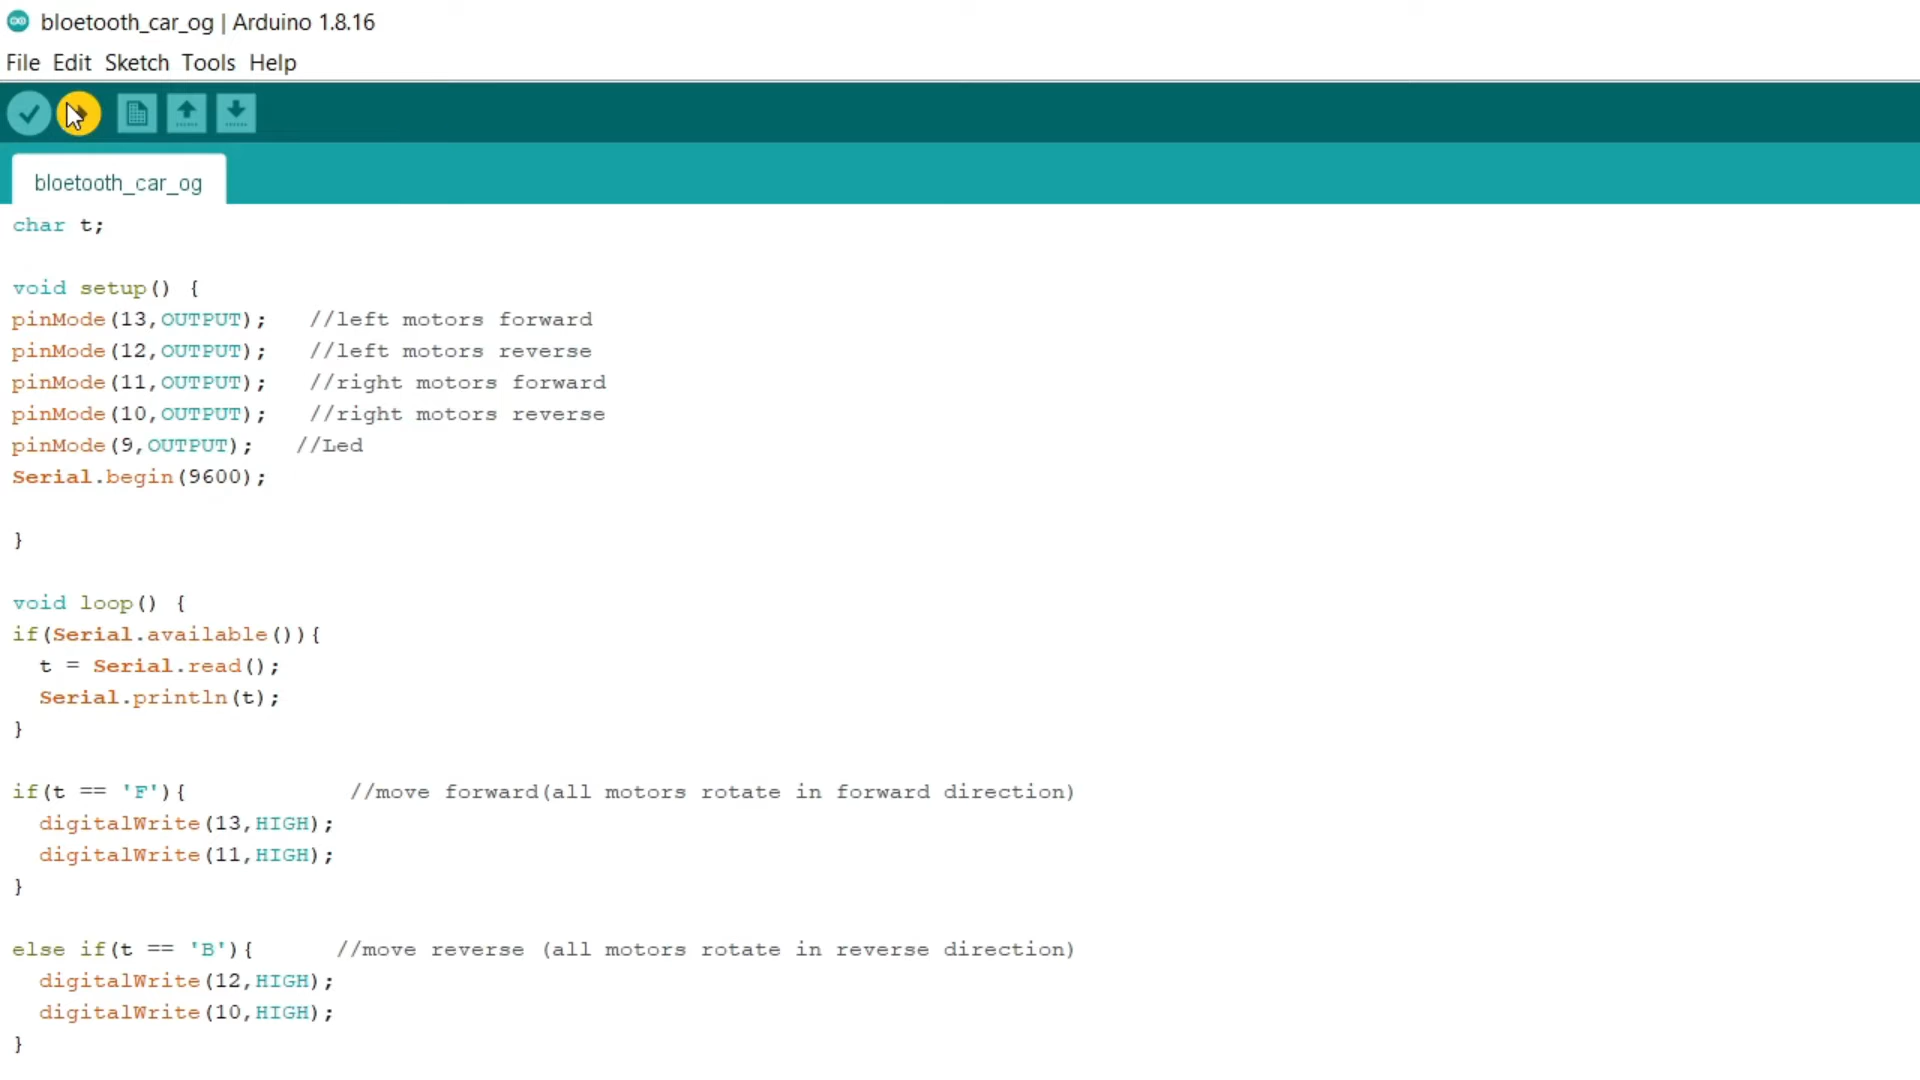 bloetooth_car_og | Arduino 1.8.16
File Edit Sketch Tools Help
bloetooth_car_og
char t;
void setup() {
pinMode(13,OUTPUT);   //left motors forward
pinMode(12,OUTPUT);   //left motors reverse
pinMode(11,OUTPUT);   //right motors forward
pinMode(10,OUTPUT);   //right motors reverse
pinMode(9,OUTPUT);   //Led
Serial.begin(9600);
}
void loop() {
if(Serial.available()){
  t = Serial.read();
  Serial.println(t);
}
if(t == 'F'){            //move forward(all motors rotate in forward direction)
  digitalWrite(13,HIGH);
  digitalWrite(11,HIGH);
}
else if(t == 'B'){      //move reverse (all motors rotate in reverse direction)
  digitalWrite(12,HIGH);
  digitalWrite(10,HIGH);
}